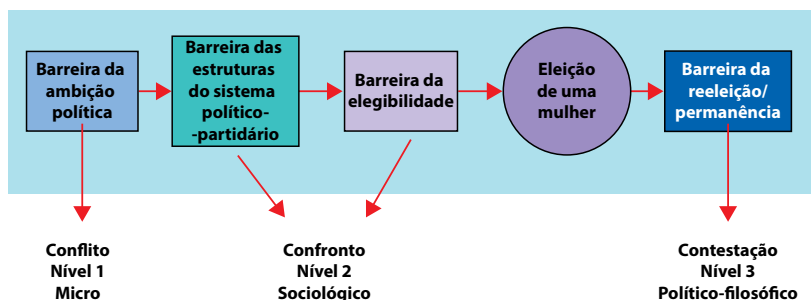 Barreira da
ambição
política
Barreira das
estruturas
do sistema
político-
-partidário
Barreira da
elegibilidade
Eleição
de uma
mulher
Barreira da
reeleição/
permanência
Conflito
Nível 1
Micro
Confronto
Nível 2
Sociológico
Contestação
Nível 3
Político-filosófico